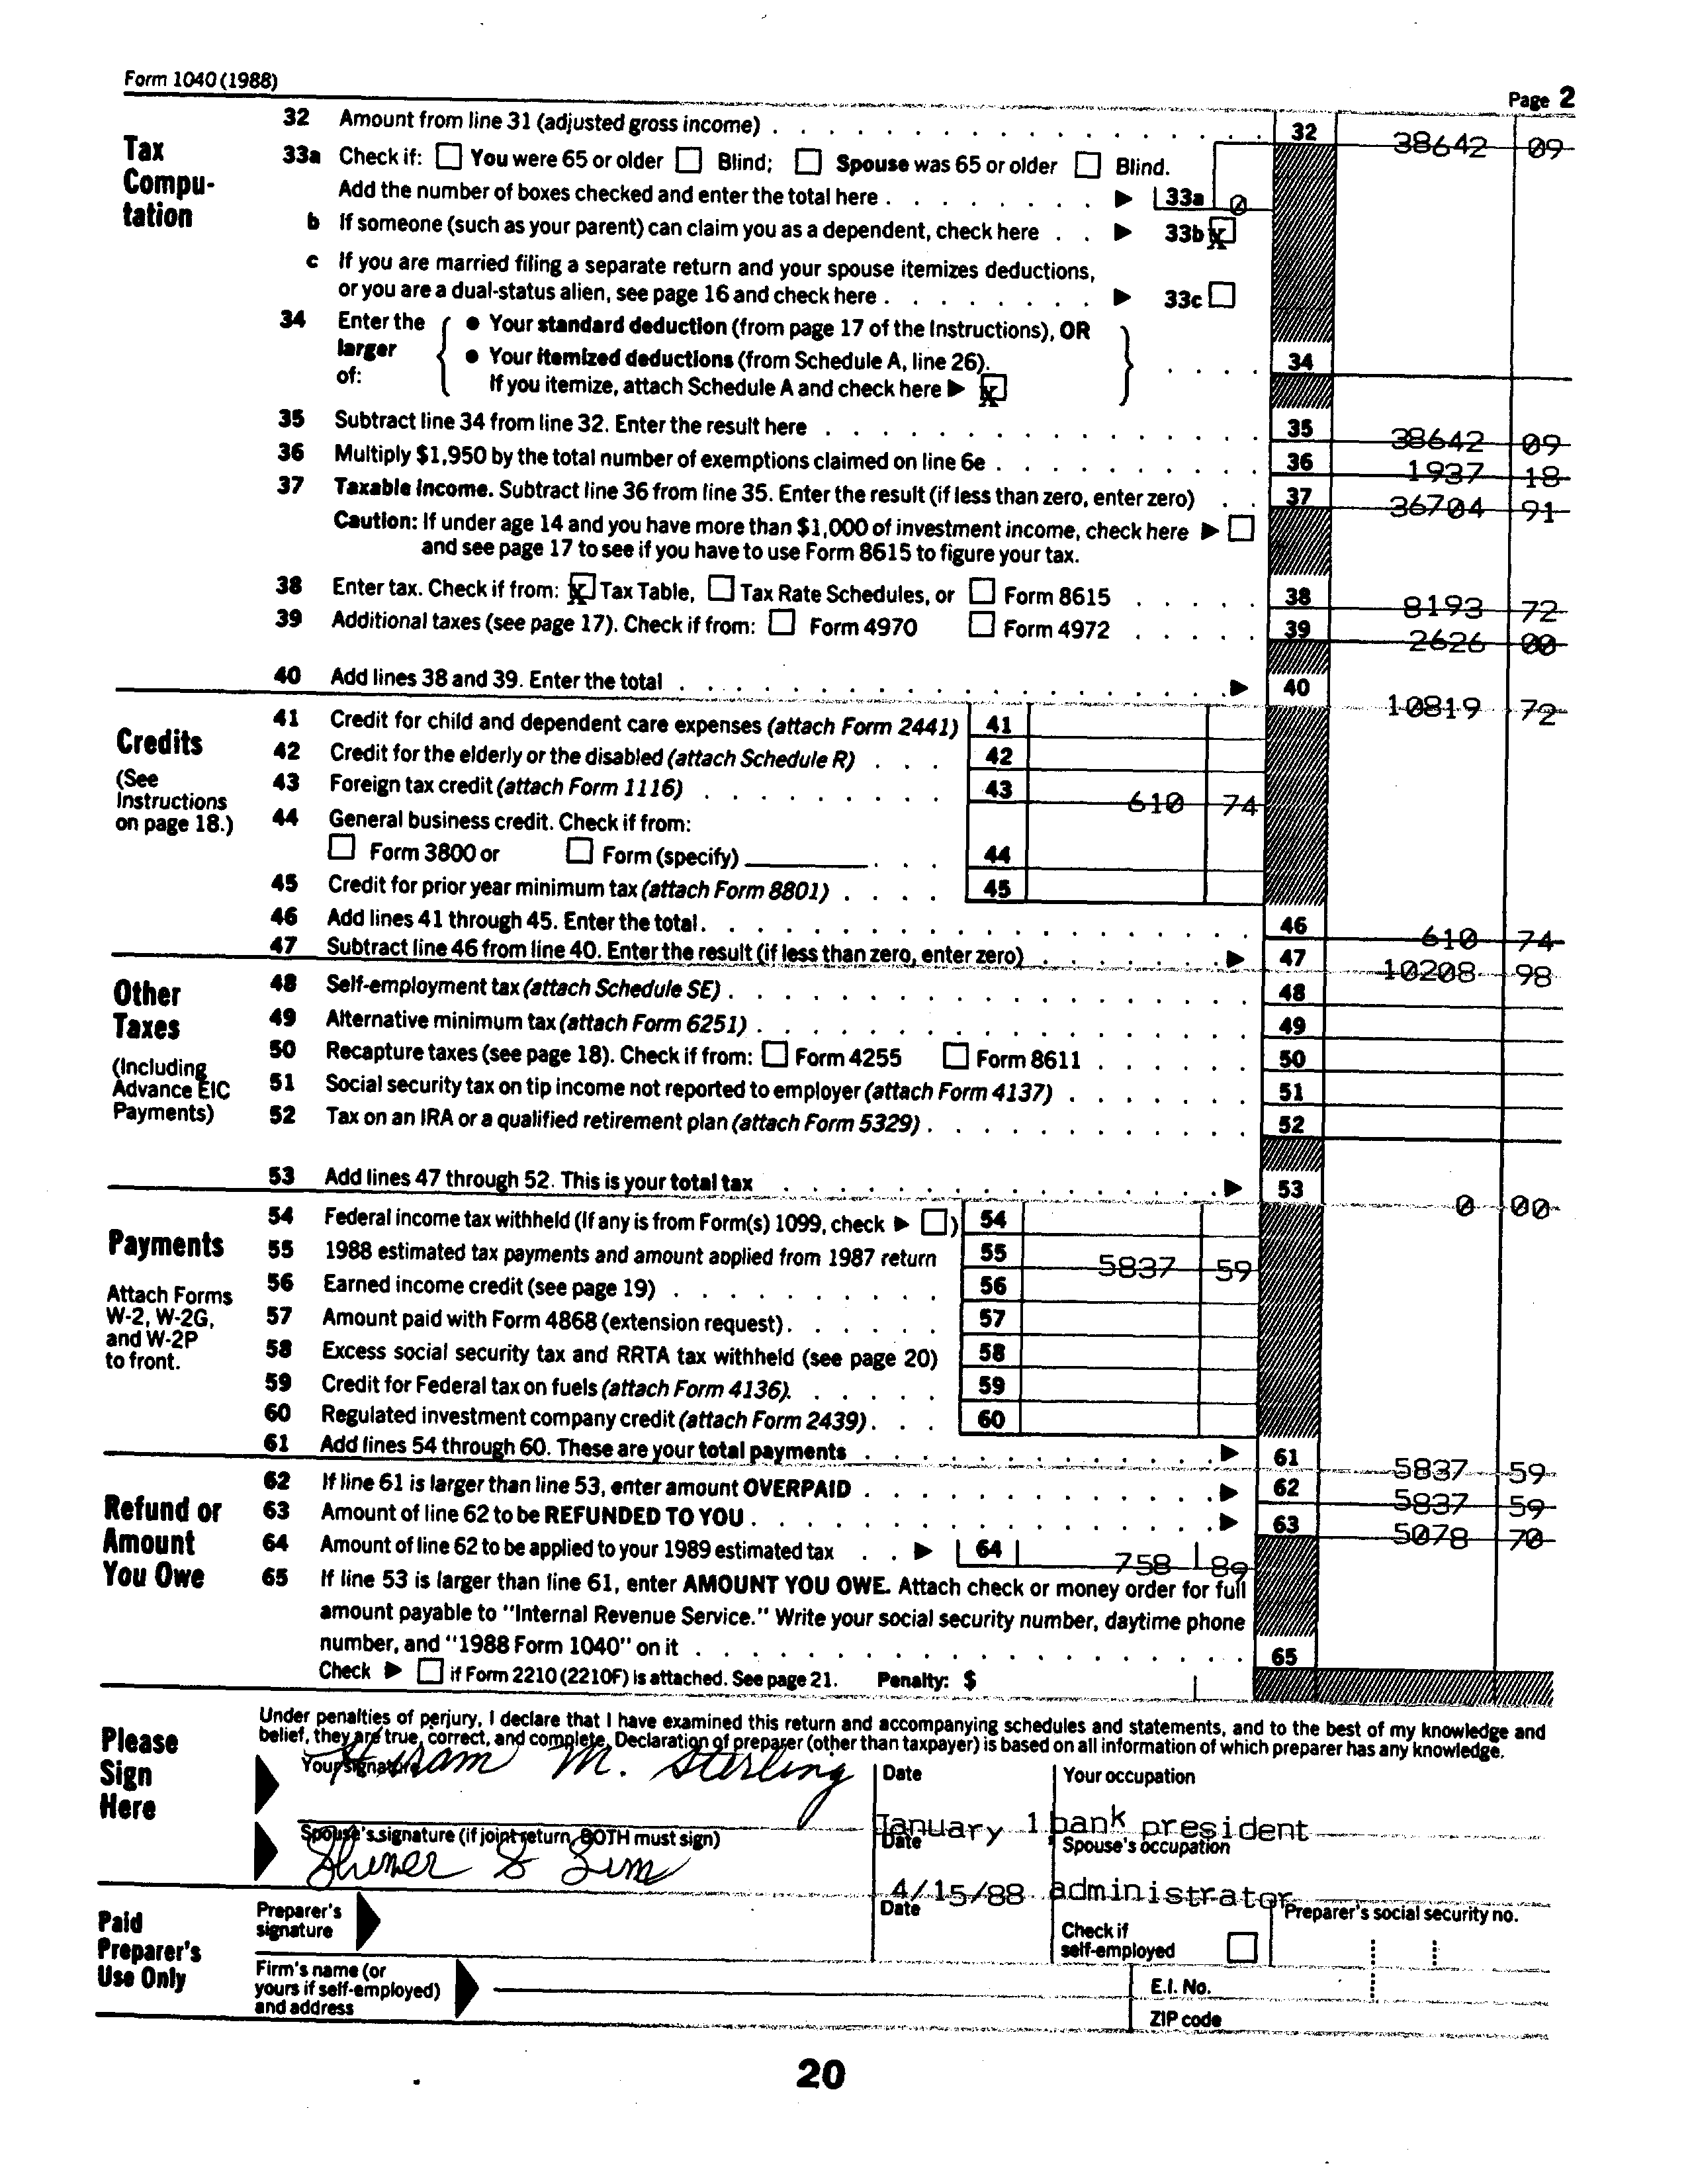 Form 1040 (1988)
Page 2
Tax Compu-
tation
32 Amount from line 31 (adjusted gross income) 32 38642 09
33a Check if: You were 65 or older Blind; Spouse was 65 or older Blind.
Add the number of boxes checked and enter the total here 33a 0
b If someone (such as your parent) can claim you as a dependent, check here 33b X
c If you are married filing a separate return and your spouse itemizes deductions,
or you are a dual-status alien, see page 16 and check here 33c
34 Enter the larger of: { • Your standard deduction (from page 17 of the Instructions), OR
• Your itemized deductions (from Schedule A, line 26).
If you itemize, attach Schedule A and check here X } 34
35 Subtract line 34 from line 32. Enter the result here 35 38642 09
36 Multiply $1,950 by the total number of exemptions claimed on line 6e 36 1937 18
37 Taxable income. Subtract line 36 from line 35. Enter the result (if less than zero, enter zero) 37 36704 91
Caution: If under age 14 and you have more than $1,000 of investment income, check here
and see page 17 to see if you have to use Form 8615 to figure your tax.
38 Enter tax. Check if from: X Tax Table, Tax Rate Schedules, or Form 8615 38 8193 72
39 Additional taxes (see page 17). Check if from: Form 4970 Form 4972 39 2626 00
40 Add lines 38 and 39. Enter the total 40 10819 72
Credits
(See
Instructions
on page 18.)
41 Credit for child and dependent care expenses (attach Form 2441) 41
42 Credit for the elderly or the disabled (attach Schedule R) 42
43 Foreign tax credit (attach Form 1116) 43 610 74
44 General business credit. Check if from:
Form 3800 or Form (specify) 44
45 Credit for prior year minimum tax (attach Form 8801) 45
46 Add lines 41 through 45. Enter the total 46 610 74
47 Subtract line 46 from line 40. Enter the result (if less than zero, enter zero) 47 10208 98
Other
Taxes
(Including
Advance EIC
Payments)
48 Self-employment tax (attach Schedule SE) 48
49 Alternative minimum tax (attach Form 6251) 49
50 Recapture taxes (see page 18). Check if from: Form 4255 Form 8611 50
51 Social security tax on tip income not reported to employer (attach Form 4137) 51
52 Tax on an IRA or a qualified retirement plan (attach Form 5329) 52
53 Add lines 47 through 52. This is your total tax 53 0 00
Payments
Attach Forms
W-2, W-2G,
and W-2P
to front.
54 Federal income tax withheld (If any is from Form(s) 1099, check ) 54
55 1988 estimated tax payments and amount applied from 1987 return 55 5837 59
56 Earned income credit (see page 19) 56
57 Amount paid with Form 4868 (extension request) 57
58 Excess social security tax and RRTA tax withheld (see page 20) 58
59 Credit for Federal tax on fuels (attach Form 4136) 59
60 Regulated investment company credit (attach Form 2439) 60
61 Add lines 54 through 60. These are your total payments 61 5837 59
Refund or
Amount
You Owe
62 If line 61 is larger than line 53, enter amount OVERPAID 62 5837 59
63 Amount of line 62 to be REFUNDED TO YOU 63 5078 70
64 Amount of line 62 to be applied to your 1989 estimated tax 64 758 89
65 If line 53 is larger than line 61, enter AMOUNT YOU OWE. Attach check or money order for full
amount payable to "Internal Revenue Service." Write your social security number, daytime phone
number, and "1988 Form 1040" on it 65
Check if Form 2210 (2210F) is attached. See page 21. Penalty: $
Please
Sign
Here
Under penalties of perjury, I declare that I have examined this return and accompanying schedules and statements, and to the best of my knowledge and
belief, they are true, correct, and complete. Declaration of preparer (other than taxpayer) is based on all information of which preparer has any knowledge.
Your signature M. Sterling Date January 1 Your occupation bank president
Spouse's signature (if joint return, BOTH must sign) Date 4/15/88 Spouse's occupation administrator
Paid
Preparer's
Use Only
Preparer's
signature
Date
Check if
self-employed
Preparer's social security no.
Firm's name (or
yours if self-employed)
and address
E.I. No.
ZIP code
20